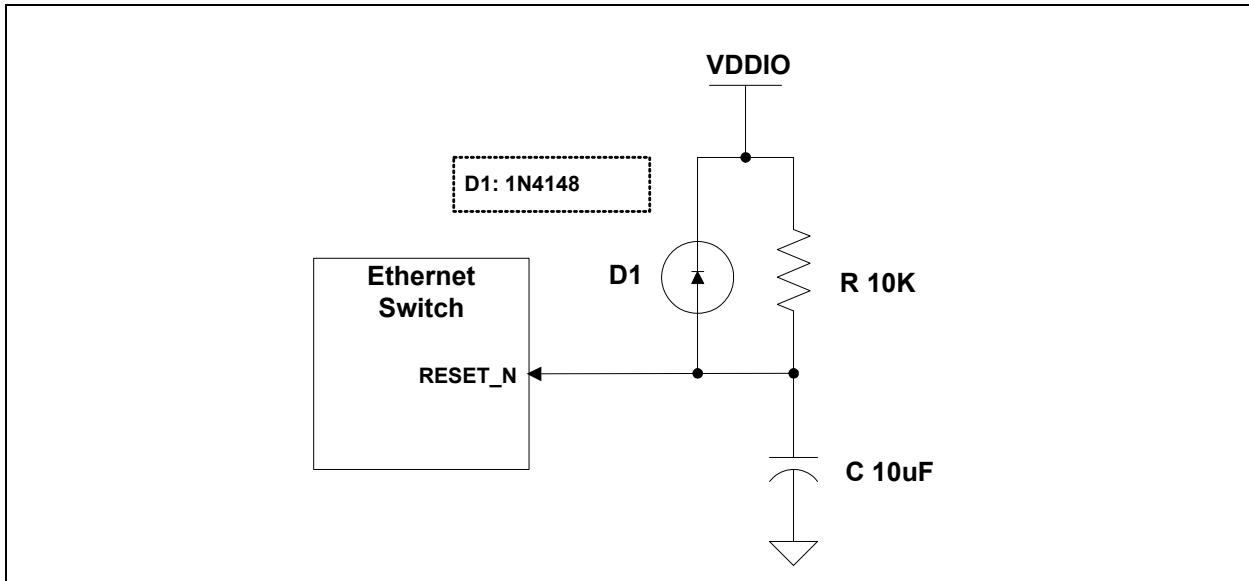 VDDIO
D1: 1N4148
D1
R 10K
Ethernet
Switch
RESET_N
C 10uF